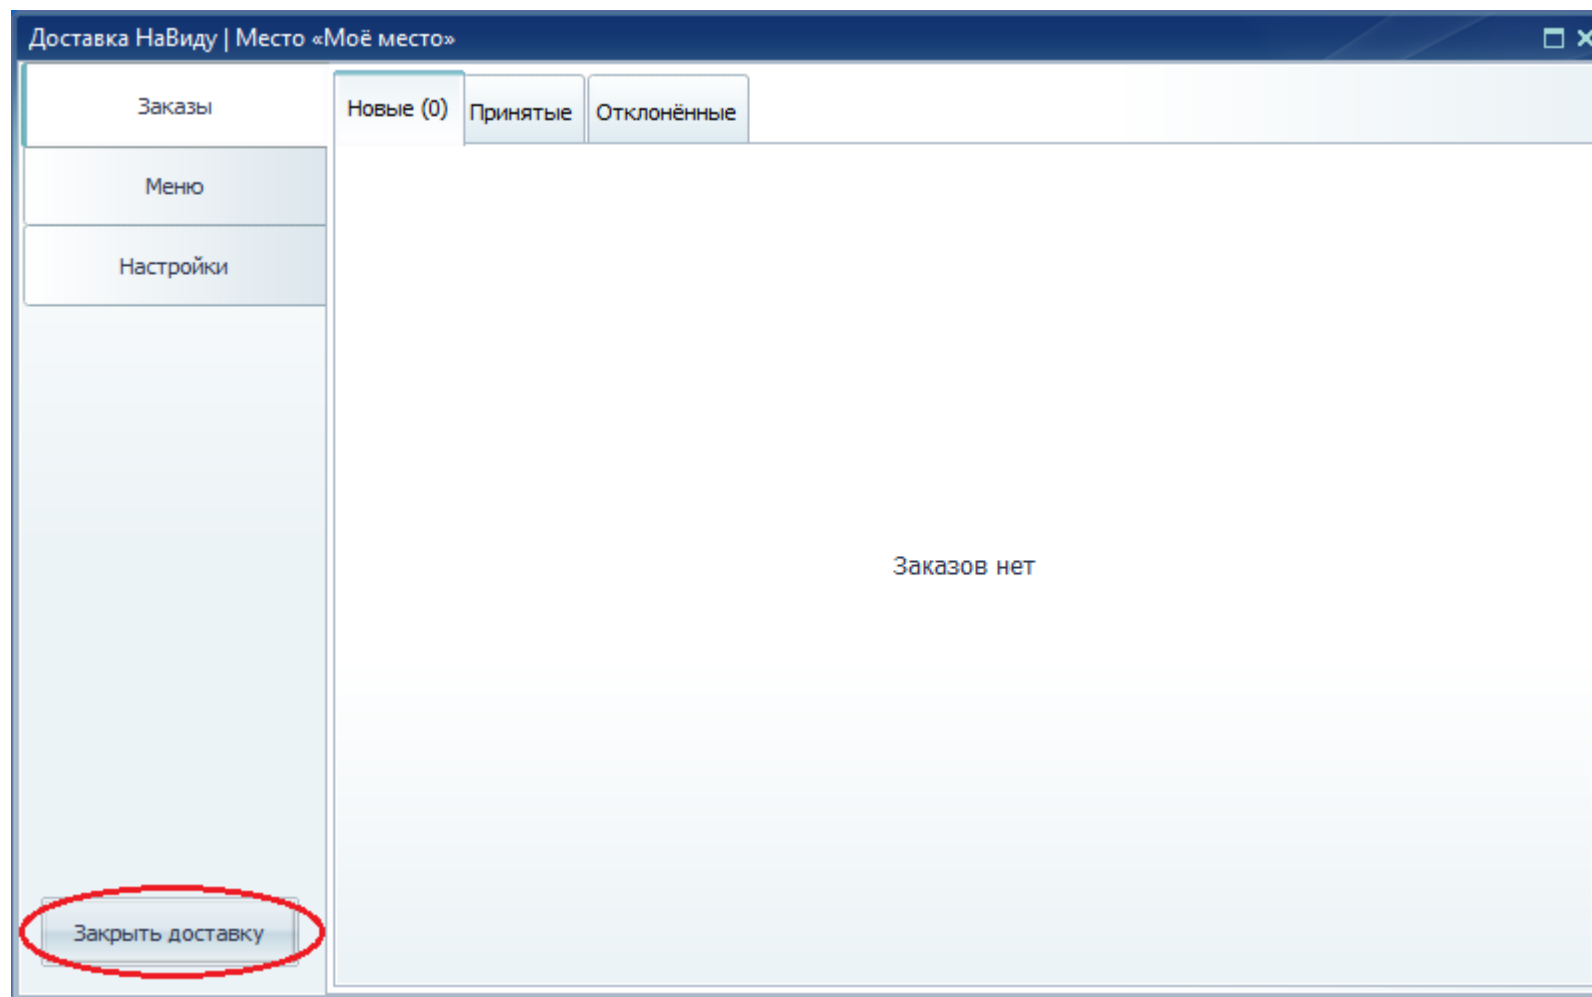 Доставка НаВиду | Место «Моё место»
Заказы
Меню
Настройки
Новые (0) Принятые Отклонённые
Заказов нет
Закрыть доставку